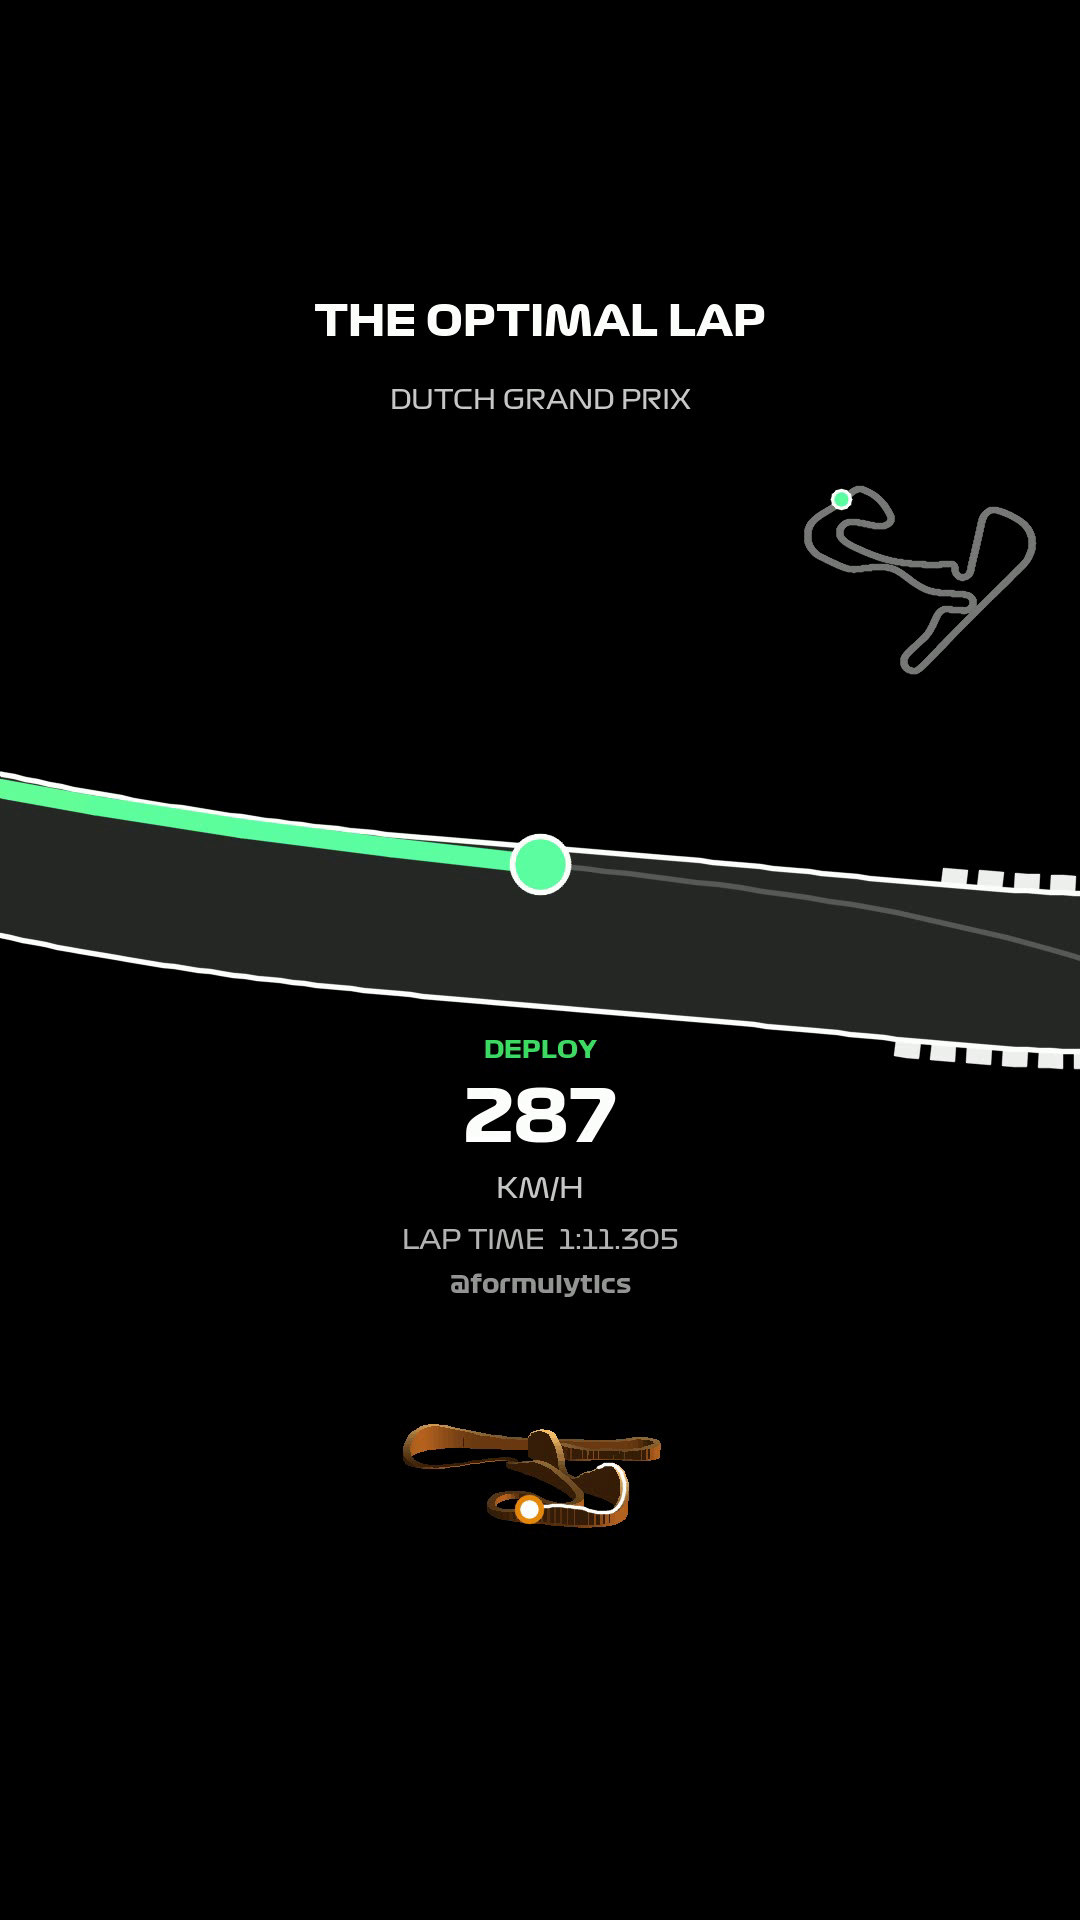 THE OPTIMAL LAP
DUTCH GRAND PRIX
DEPLOY
287
KM/H
LAP TIME 1:11.305
@formulytics